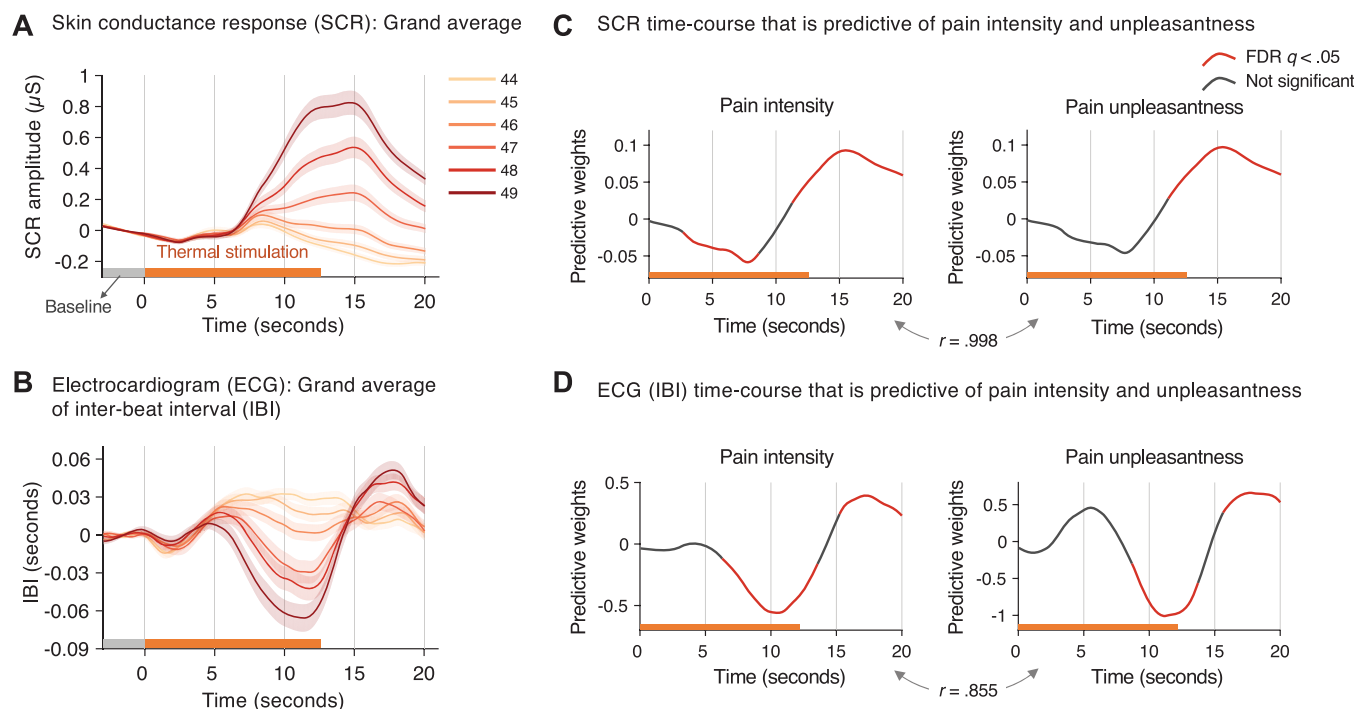 A Skin conductance response (SCR): Grand average
SCR amplitude (µS)
1
0.8
0.6
0.4
0.2
0
-0.2
44
45
46
47
48
49
Thermal stimulation
Baseline
0 5 10 15 20
Time (seconds)
B Electrocardiogram (ECG): Grand average
of inter-beat interval (IBI)
IBI (seconds)
0.06
0.03
0
-0.03
-0.06
-0.09
0 5 10 15 20
Time (seconds)
C SCR time-course that is predictive of pain intensity and unpleasantness
FDR q < .05
Not significant
Pain intensity
Predictive weights
0.1
0.05
0
-0.05
0 5 10 15 20
Time (seconds)
Pain unpleasantness
Predictive weights
0.1
0.05
0
-0.05
0 5 10 15 20
Time (seconds)
r = .998
D ECG (IBI) time-course that is predictive of pain intensity and unpleasantness
Pain intensity
Predictive weights
0.5
0
-0.5
0 5 10 15 20
Time (seconds)
Pain unpleasantness
Predictive weights
0.5
0
-0.5
-1
0 5 10 15 20
Time (seconds)
r = .855